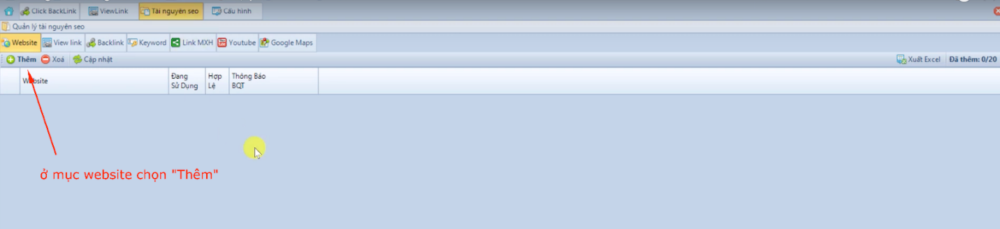 Click BackLink ViewLink Tài nguyên seo Cấu hình
Quản lý tài nguyên seo
Website View link Backlink Keyword Link MXH Youtube Google Maps
Thêm Xoá Cập nhật Xuất Excel Đã thêm: 0/20
Website Đang Sử Dụng Hợp Lệ Thông Báo BQT
ở mục website chọn "Thêm"